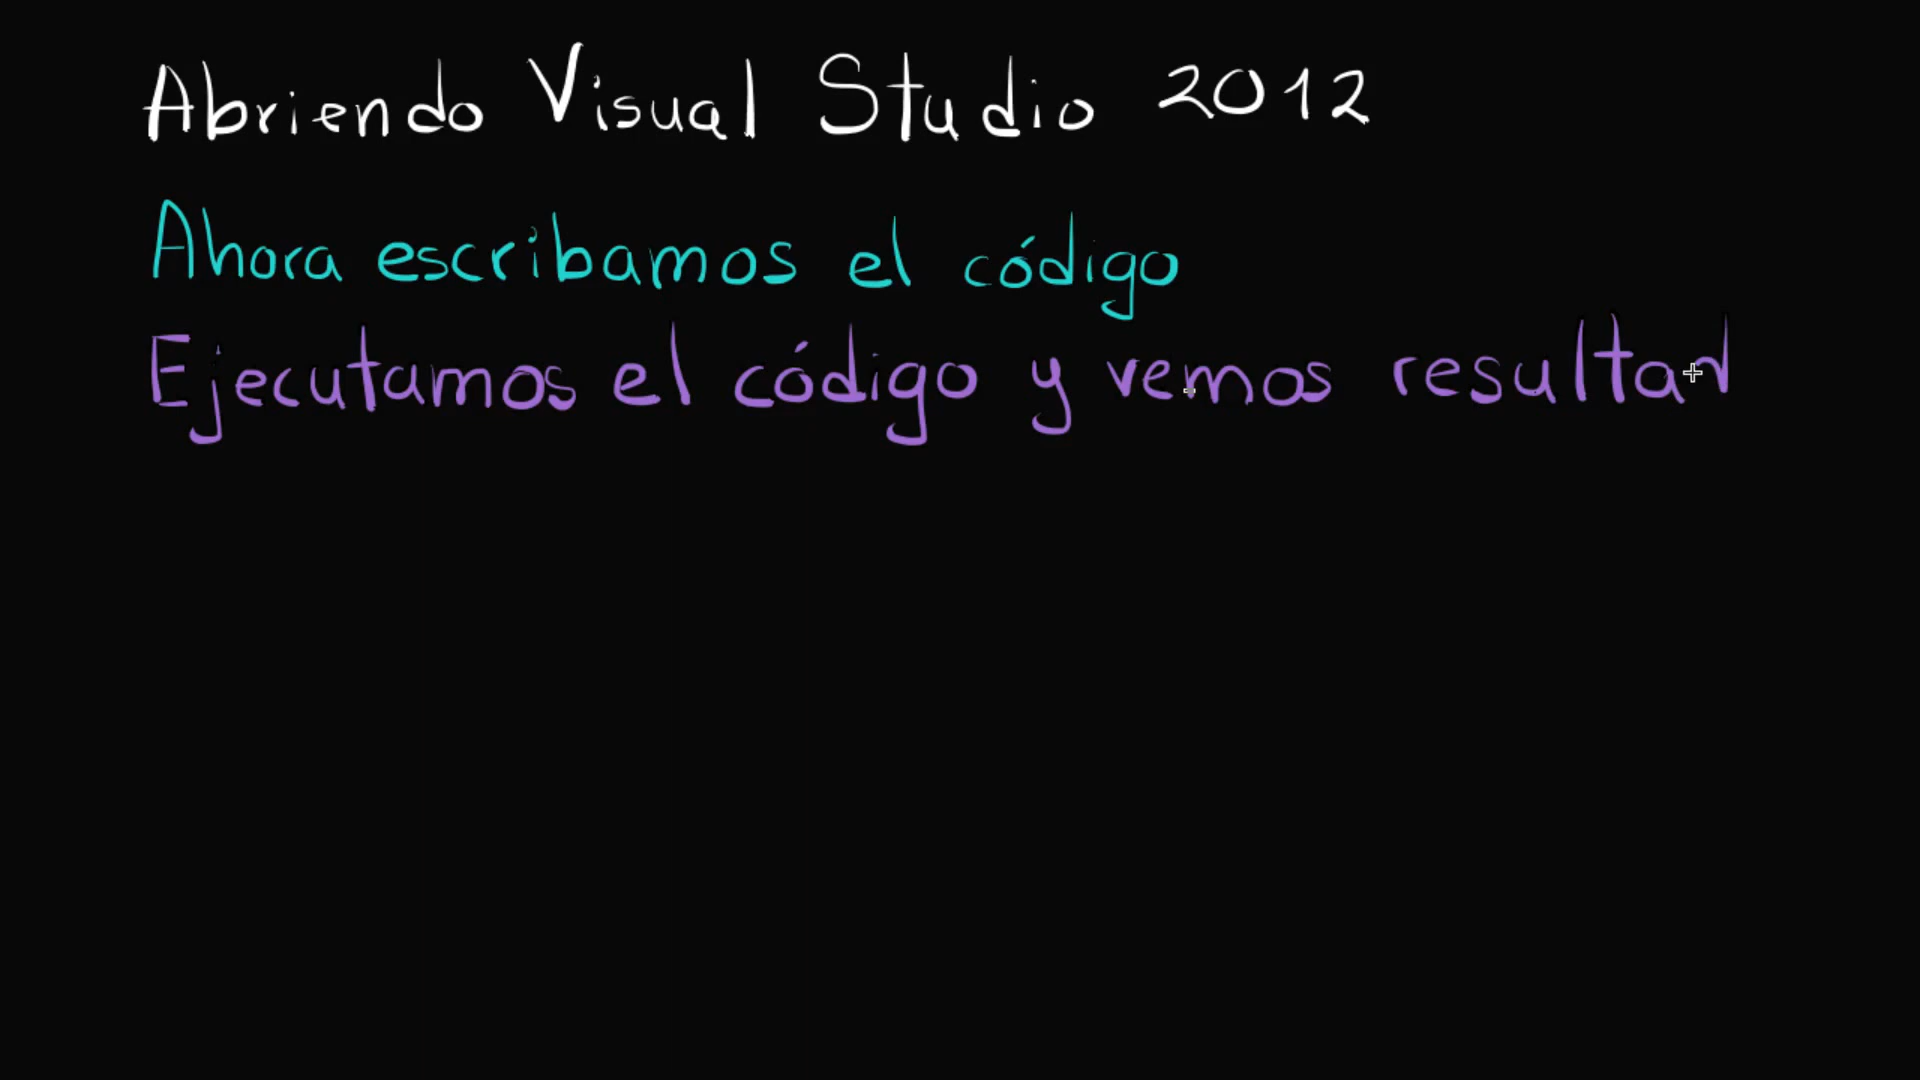 Abriendo Visual Studio 2012
Ahora escribamos el código
Ejecutamos el código y vemos resultad